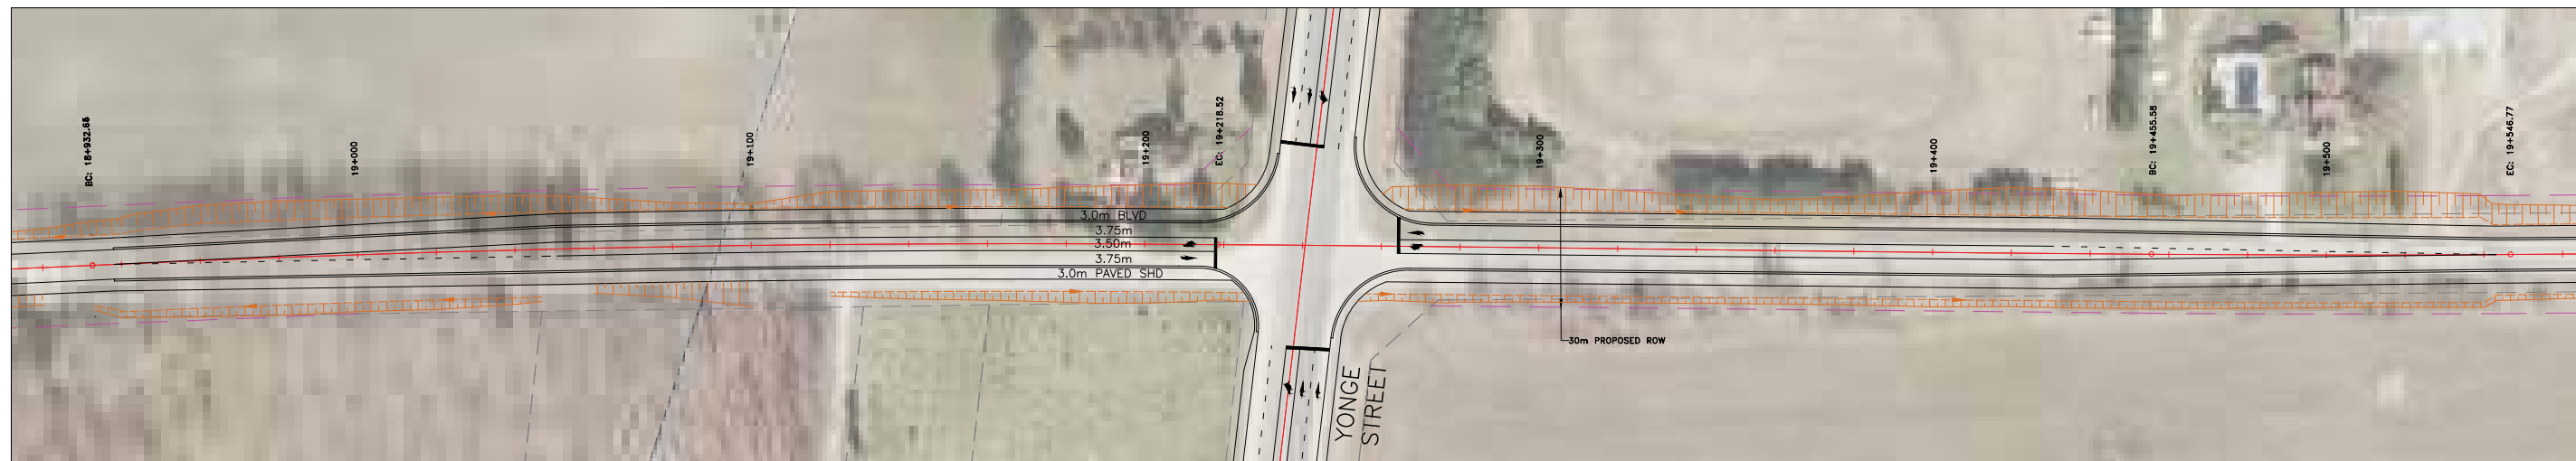 BC: 18+932.65
19+000
19+100
19+200
EC: 19+218.52
19+300
19+400
BC: 19+455.58
19+500
EC: 19+546.77
3.0m BLVD
3.75m
3.50m
3.75m
3.0m PAVED SHD
30m PROPOSED ROW
YONGE
STREET